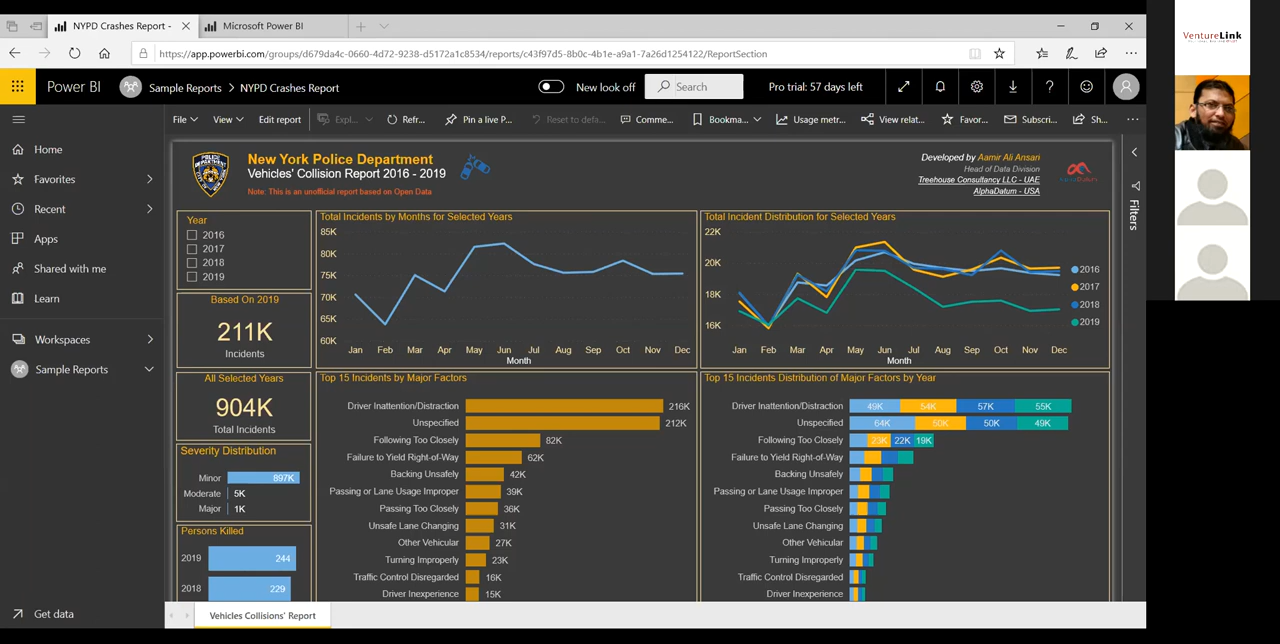 NYPD Crashes Report -
Microsoft Power BI
https://app.powerbi.com/groups/d679da4c-0660-4d72-9238-d5172a1c8534/reports/c43f97d5-8b0c-4b1e-a9a1-7a26d1254122/ReportSection
Power BI
Sample Reports > NYPD Crashes Report
New look off
Search
Pro trial: 57 days left
File
View
Edit report
Expl...
Refr...
Pin a live P...
Reset to defa...
Comme...
Bookma...
Usage metr...
View relat...
Favor...
Subscri...
Sh...
Home
Favorites
Recent
Apps
Shared with me
Learn
Workspaces
Sample Reports
Get data
New York Police Department
Vehicles' Collision Report 2016 - 2019
Note: This is an unofficial report based on Open Data
Developed by Aamir Ali Ansari
Head of Data Division
Treehouse Consultancy LLC - UAE
AlphaDatum - USA
Year
2016
2017
2018
2019
Based On 2019
211K
Incidents
All Selected Years
904K
Total Incidents
Severity Distribution
Minor 897K
Moderate 5K
Major 1K
Persons Killed
2019 244
2018 229
Total Incidents by Months for Selected Years
85K
80K
75K
70K
65K
60K
Jan Feb Mar Apr May Jun Jul Aug Sep Oct Nov Dec
Month
Total Incident Distribution for Selected Years
22K
20K
18K
16K
Jan Feb Mar Apr May Jun Jul Aug Sep Oct Nov Dec
Month
2016
2017
2018
2019
Top 15 Incidents by Major Factors
Driver Inattention/Distraction 216K
Unspecified 212K
Following Too Closely 82K
Failure to Yield Right-of-Way 62K
Backing Unsafely 42K
Passing or Lane Usage Improper 39K
Passing Too Closely 36K
Unsafe Lane Changing 31K
Other Vehicular 27K
Turning Improperly 23K
Traffic Control Disregarded 16K
Driver Inexperience 15K
Top 15 Incidents Distribution of Major Factors by Year
Driver Inattention/Distraction 49K 54K 57K 55K
Unspecified 64K 50K 50K 49K
Following Too Closely 23K 22K 19K
Failure to Yield Right-of-Way
Backing Unsafely
Passing or Lane Usage Improper
Passing Too Closely
Unsafe Lane Changing
Other Vehicular
Turning Improperly
Traffic Control Disregarded
Driver Inexperience
Filters
Vehicles Collisions' Report
VentureLink